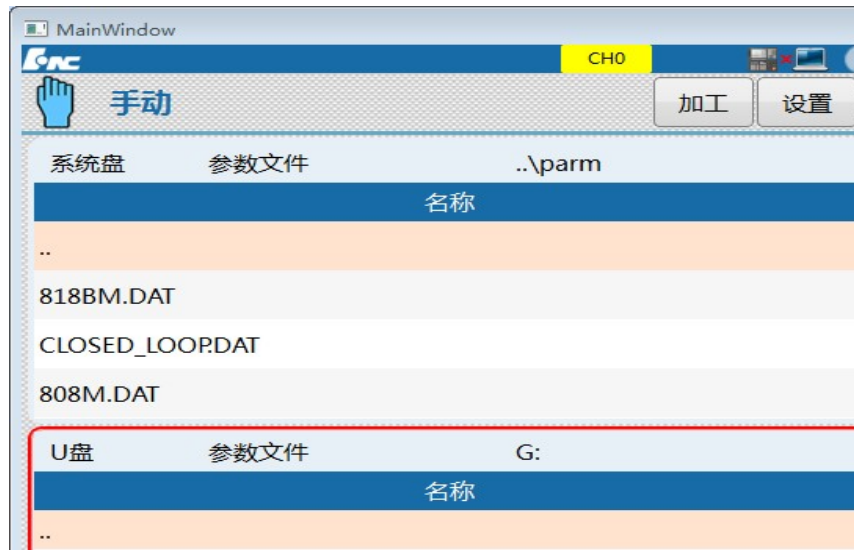 MainWindow
HNC CH0
手动 加工 设置
系统盘 参数文件 ..\parm
名称
..
818BM.DAT
CLOSED_LOOP.DAT
808M.DAT
U盘 参数文件 G:
名称
..